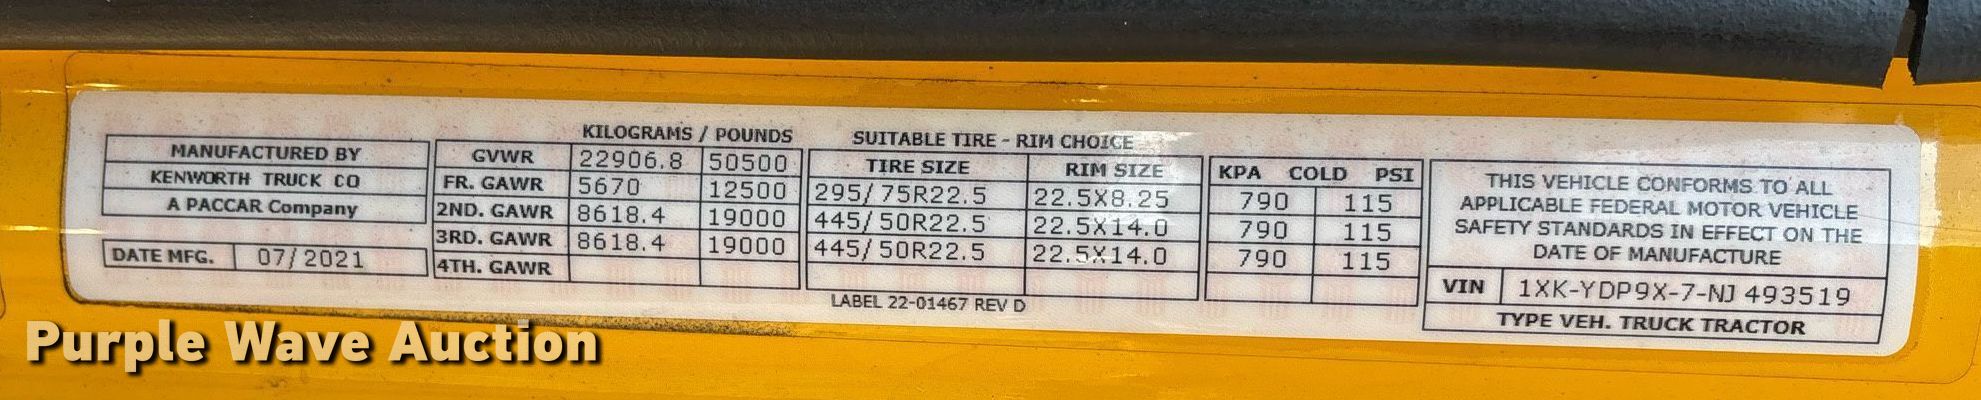 KILOGRAMS / POUNDS SUITABLE TIRE - RIM CHOICE
MANUFACTURED BY GVWR 22906.8 50500 TIRE SIZE RIM SIZE KPA COLD PSI
KENWORTH TRUCK CO FR. GAWR 5670 12500 295/75R22.5 22.5X8.25 790 115
A PACCAR Company 2ND. GAWR 8618.4 19000 445/50R22.5 22.5X14.0 790 115
3RD. GAWR 8618.4 19000 445/50R22.5 22.5X14.0 790 115
DATE MFG. 07/2021 4TH. GAWR
THIS VEHICLE CONFORMS TO ALL
APPLICABLE FEDERAL MOTOR VEHICLE
SAFETY STANDARDS IN EFFECT ON THE
DATE OF MANUFACTURE
VIN 1XK-YDP9X-7-NJ 493519
TYPE VEH. TRUCK TRACTOR
LABEL 22-01467 REV D
Purple Wave Auction